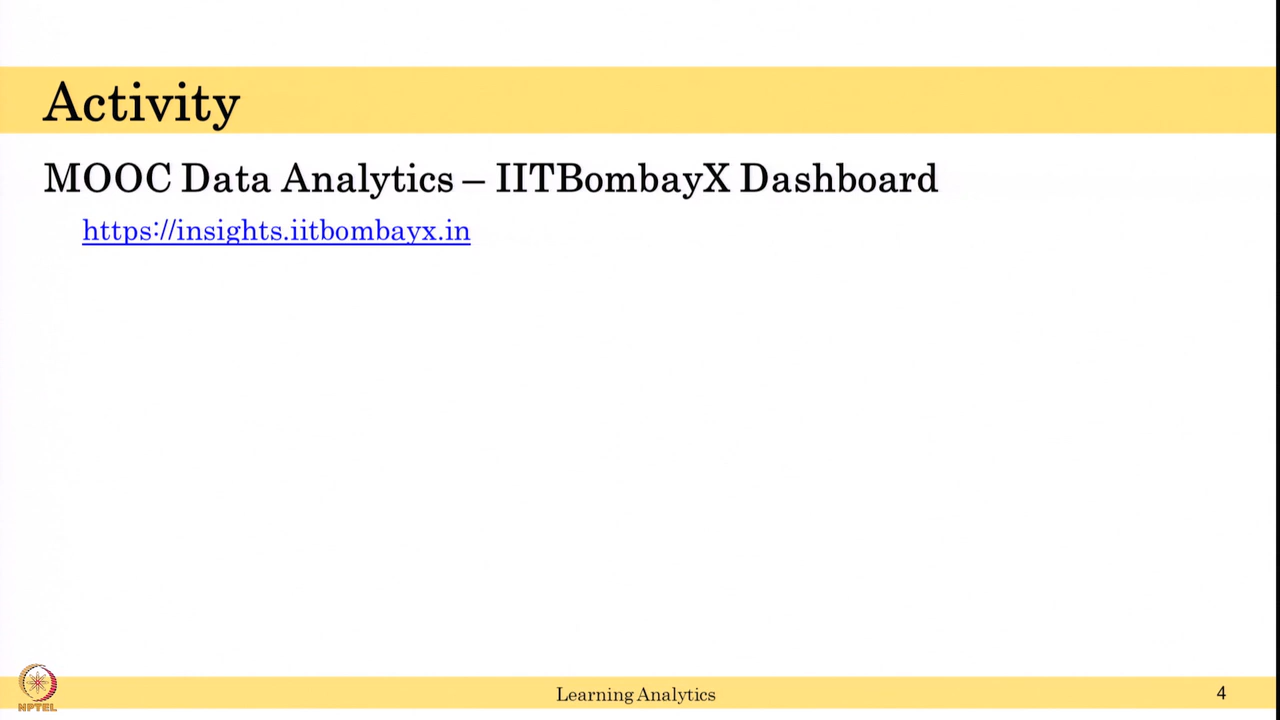 Activity
MOOC Data Analytics – IITBombayX Dashboard
https://insights.iitbombayx.in
NPTEL
Learning Analytics
4